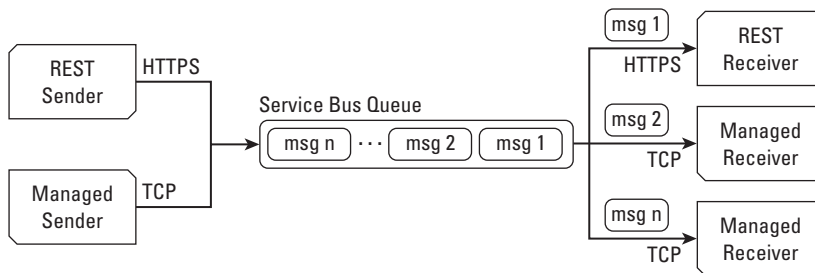 REST
Sender
HTTPS
Managed
Sender
TCP
Service Bus Queue
msg n ··· msg 2 msg 1
msg 1
HTTPS
REST
Receiver
msg 2
TCP
Managed
Receiver
msg n
TCP
Managed
Receiver